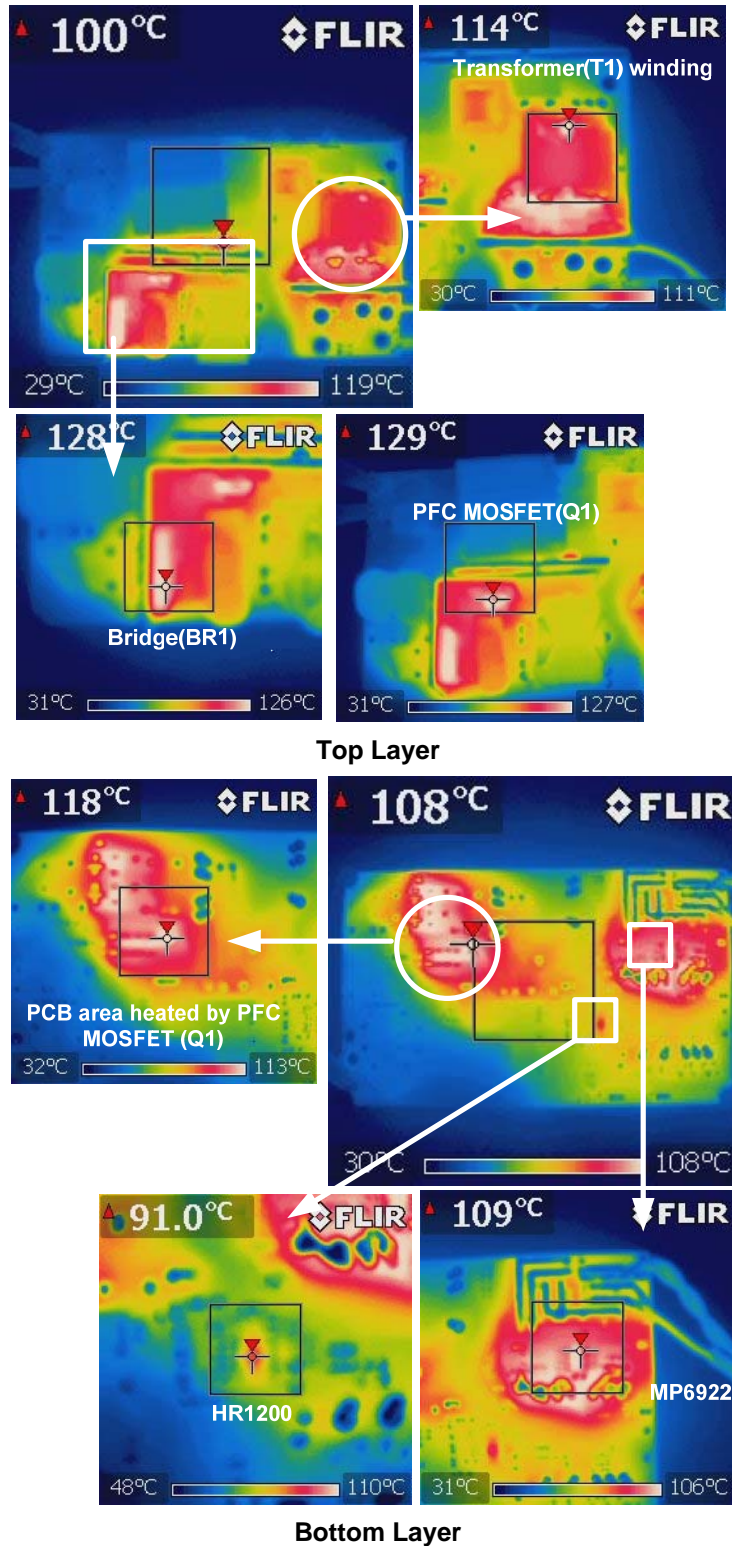 100°C FLIR
29°C 119°C
114°C FLIR
Transformer(T1) winding
30°C 111°C
128°C FLIR
Bridge(BR1)
31°C 126°C
129°C FLIR
PFC MOSFET(Q1)
31°C 127°C
Top Layer
118°C FLIR
PCB area heated by PFC
MOSFET (Q1)
32°C 113°C
108°C FLIR
30°C 108°C
91.0°C FLIR
HR1200
48°C 110°C
109°C FLIR
MP6922
31°C 106°C
Bottom Layer